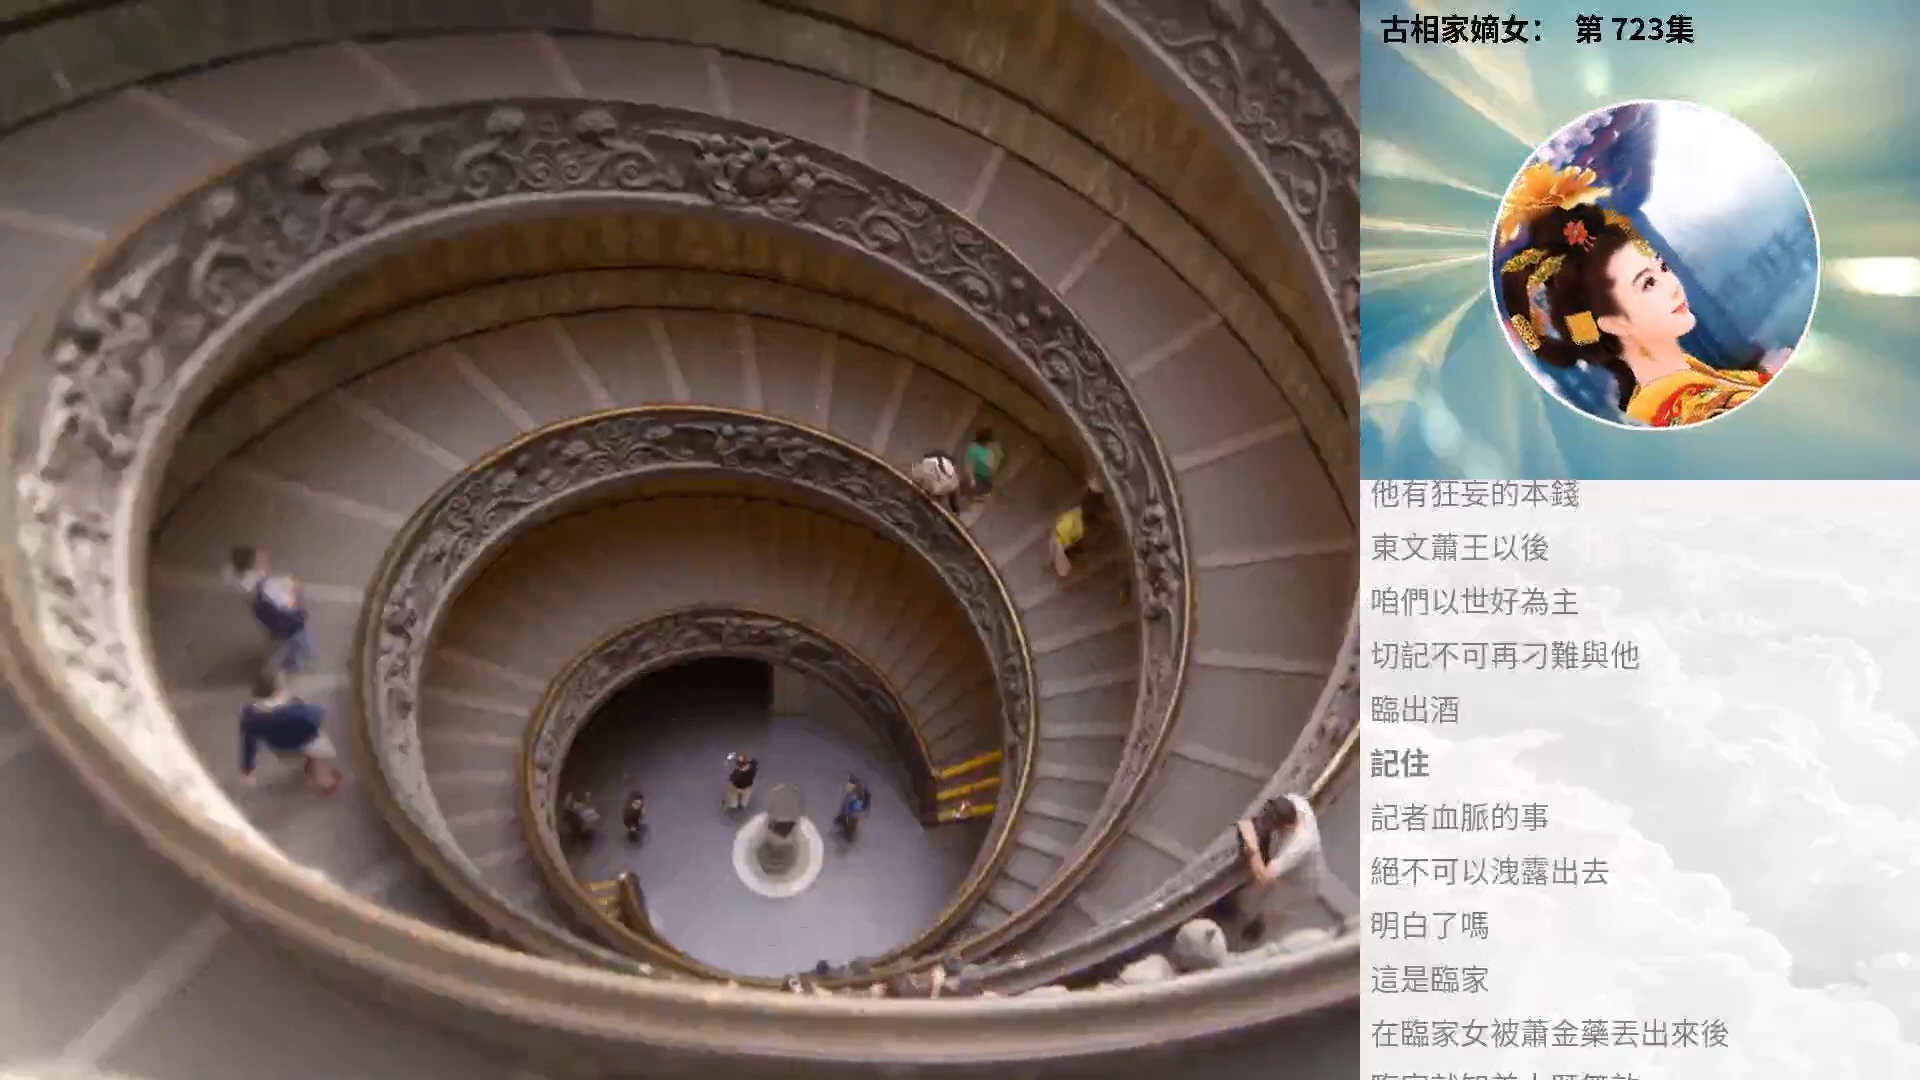 古相家嫡女： 第 723集
他有狂妄的本錢
東文蕭王以後
咱們以世好為主
切記不可再刁難與他
臨出酒
記住
記者血脈的事
絕不可以洩露出去
明白了嗎
這是臨家
在臨家女被蕭金藥丟出來後